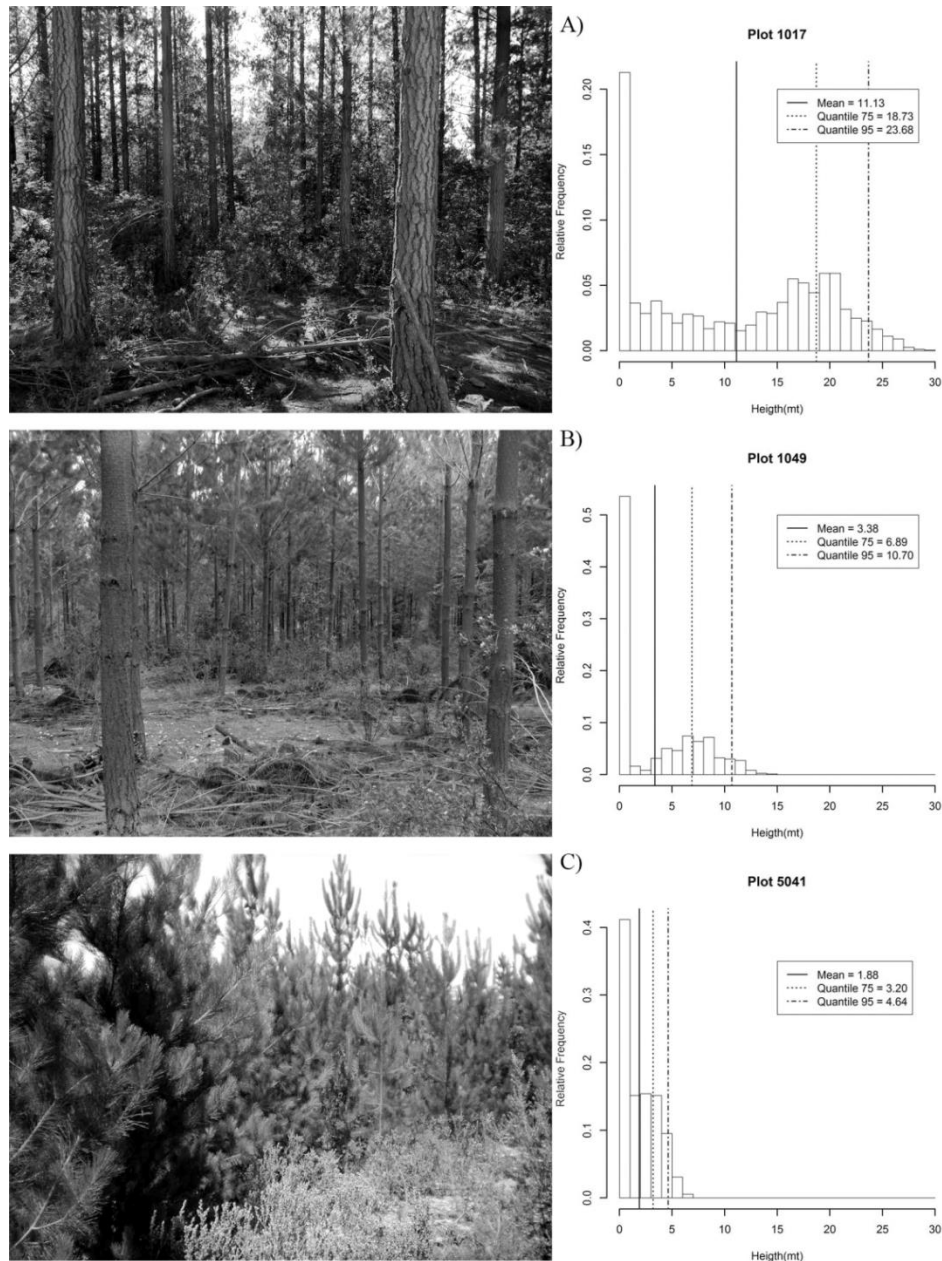 A)
Plot 1017
Relative Frequency
0.20
0.15
0.10
0.05
0.00
Mean = 11.13
Quantile 75 = 18.73
Quantile 95 = 23.68
0 5 10 15 20 25 30
Heigth(mt)
B)
Plot 1049
Relative Frequency
0.5
0.4
0.3
0.2
0.1
0.0
Mean = 3.38
Quantile 75 = 6.89
Quantile 95 = 10.70
0 5 10 15 20 25 30
Heigth(mt)
C)
Plot 5041
Relative Frequency
0.4
0.3
0.2
0.1
0.0
Mean = 1.88
Quantile 75 = 3.20
Quantile 95 = 4.64
0 5 10 15 20 25 30
Heigth(mt)